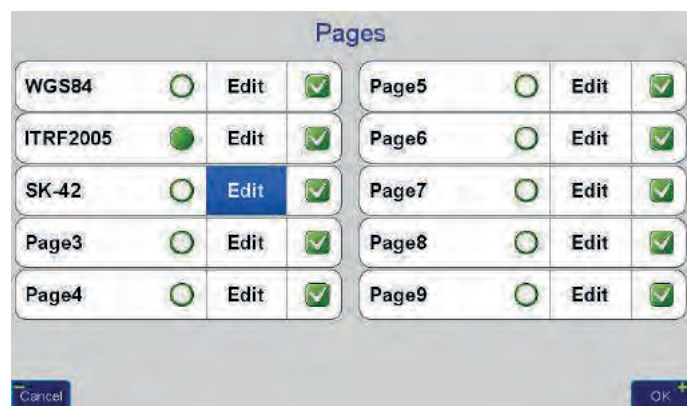 Pages
WGS84 Edit
ITRF2005 Edit
SK-42 Edit
Page3 Edit
Page4 Edit
Page5 Edit
Page6 Edit
Page7 Edit
Page8 Edit
Page9 Edit
Cancel
OK